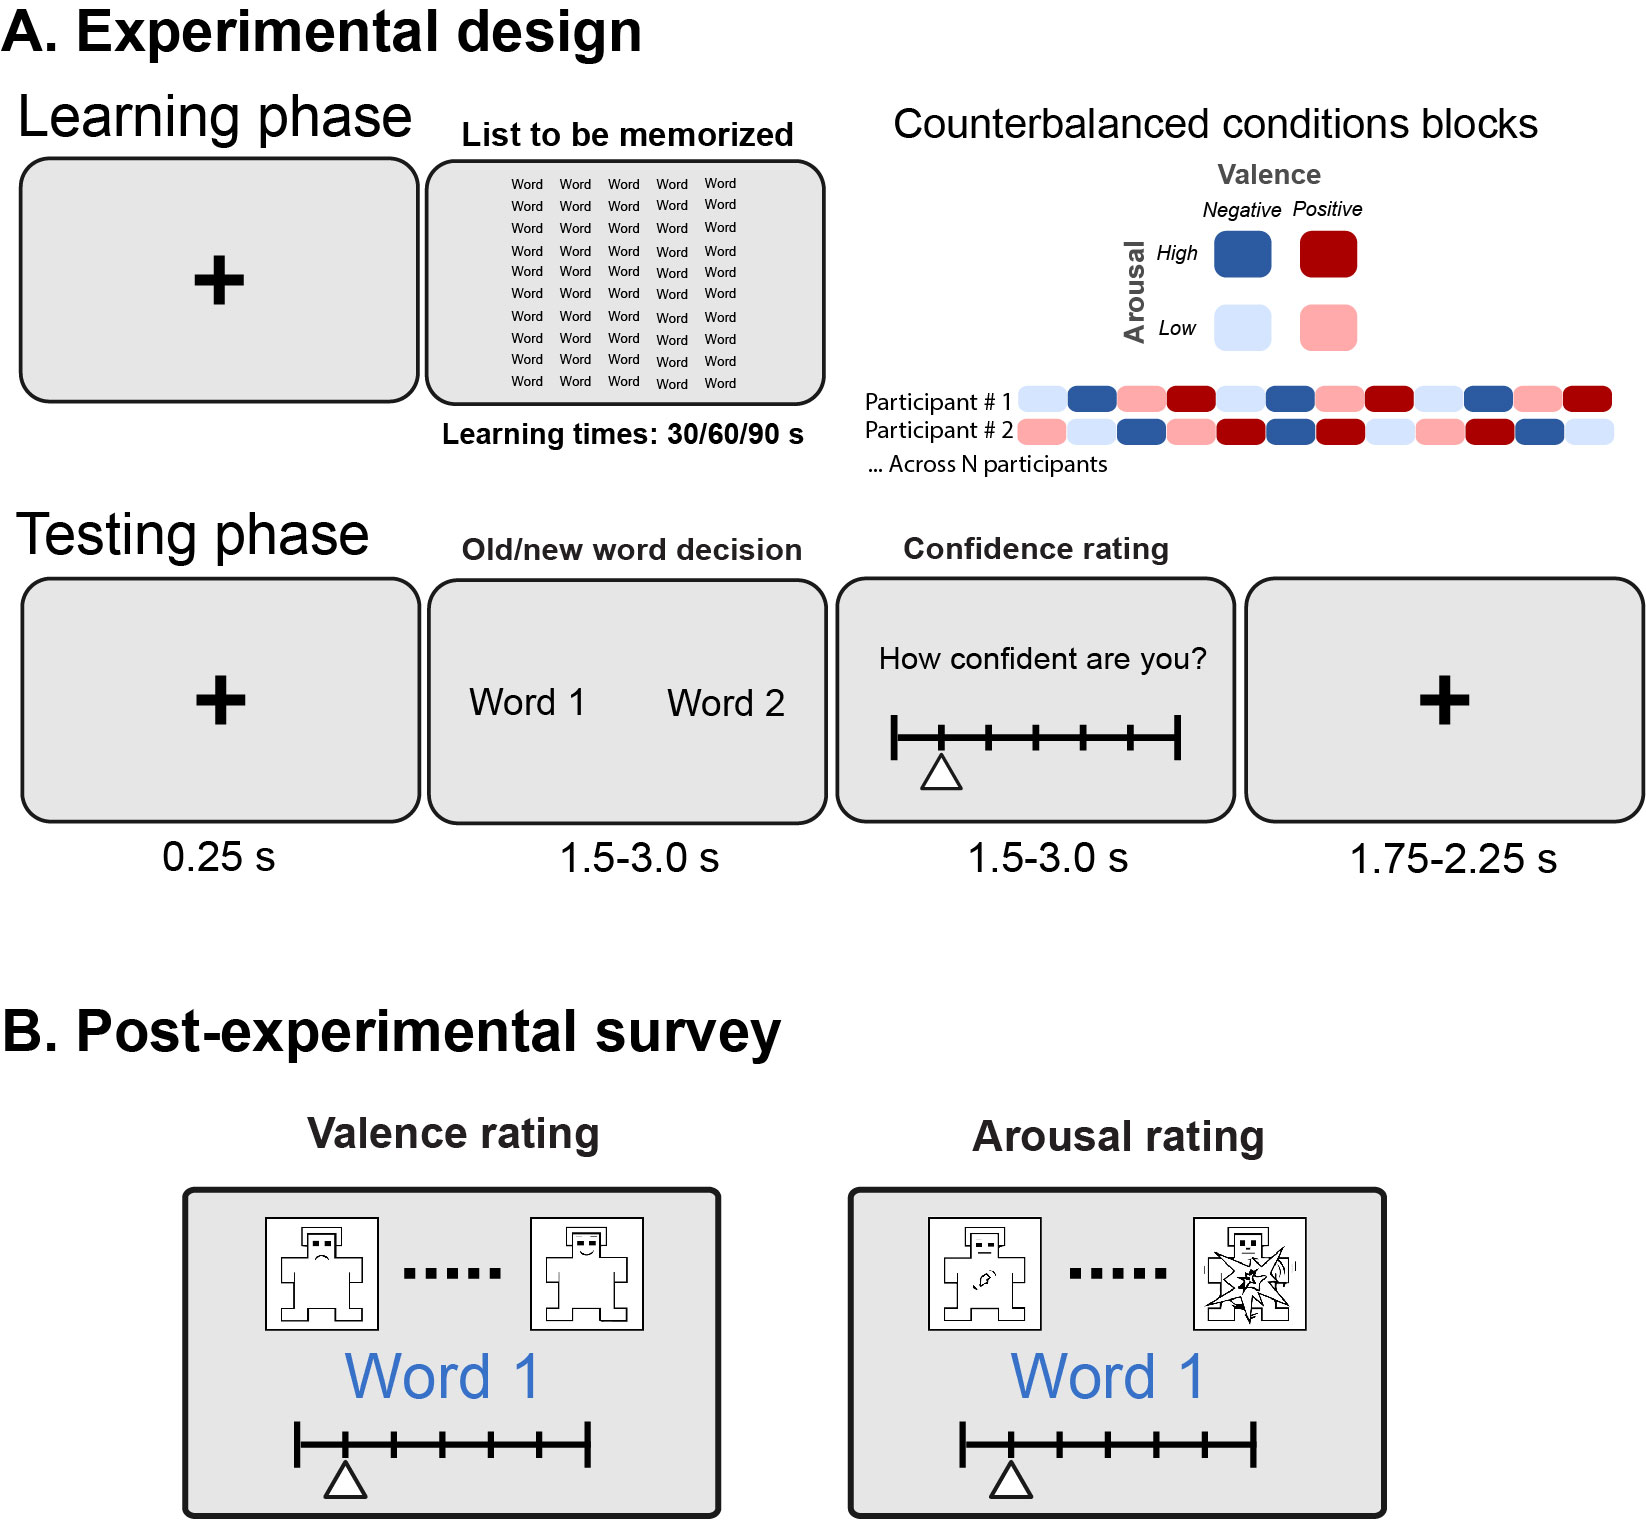 A. Experimental design
Learning phase
List to be memorized
Word Word Word Word Word
Word Word Word Word Word
Word Word Word Word Word
Word Word Word Word Word
Word Word Word Word Word
Word Word Word Word Word
Word Word Word Word Word
Word Word Word Word Word
Word Word Word Word Word
Word Word Word Word Word
Learning times: 30/60/90 s
Counterbalanced conditions blocks
Valence
Negative Positive
Arousal
High
Low
Participant # 1
Participant # 2
... Across N participants
Testing phase
Old/new word decision
Confidence rating
Word 1 Word 2
How confident are you?
0.25 s
1.5-3.0 s
1.5-3.0 s
1.75-2.25 s
B. Post-experimental survey
Valence rating
Word 1
Arousal rating
Word 1